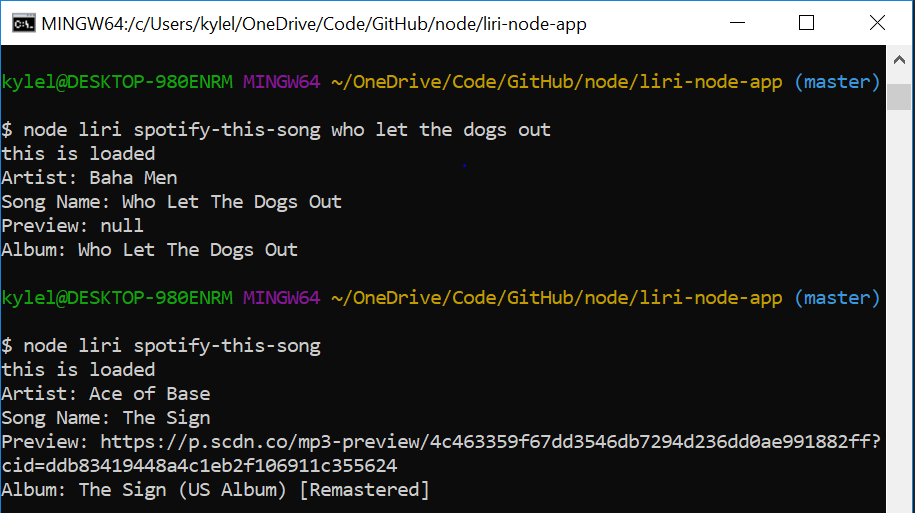 MINGW64:/c/Users/kylel/OneDrive/Code/GitHub/node/liri-node-app
kylel@DESKTOP-980ENRM MINGW64 ~/OneDrive/Code/GitHub/node/liri-node-app (master)
$ node liri spotify-this-song who let the dogs out
this is loaded
Artist: Baha Men
Song Name: Who Let The Dogs Out
Preview: null
Album: Who Let The Dogs Out
kylel@DESKTOP-980ENRM MINGW64 ~/OneDrive/Code/GitHub/node/liri-node-app (master)
$ node liri spotify-this-song
this is loaded
Artist: Ace of Base
Song Name: The Sign
Preview: https://p.scdn.co/mp3-preview/4c463359f67dd3546db7294d236dd0ae991882ff?
cid=ddb83419448a4c1eb2f106911c355624
Album: The Sign (US Album) [Remastered]